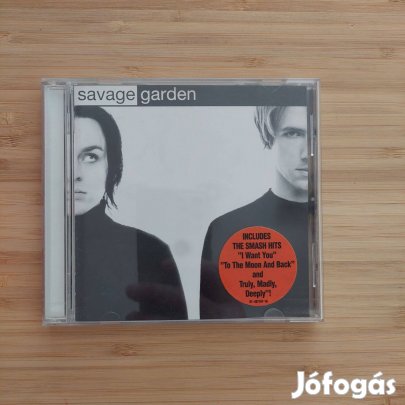 savage garden
INCLUDES
THE SMASH HITS
"I Want You"
"To The Moon And Back"
and
Truly, Madly,
Deeply"!
Jófogás